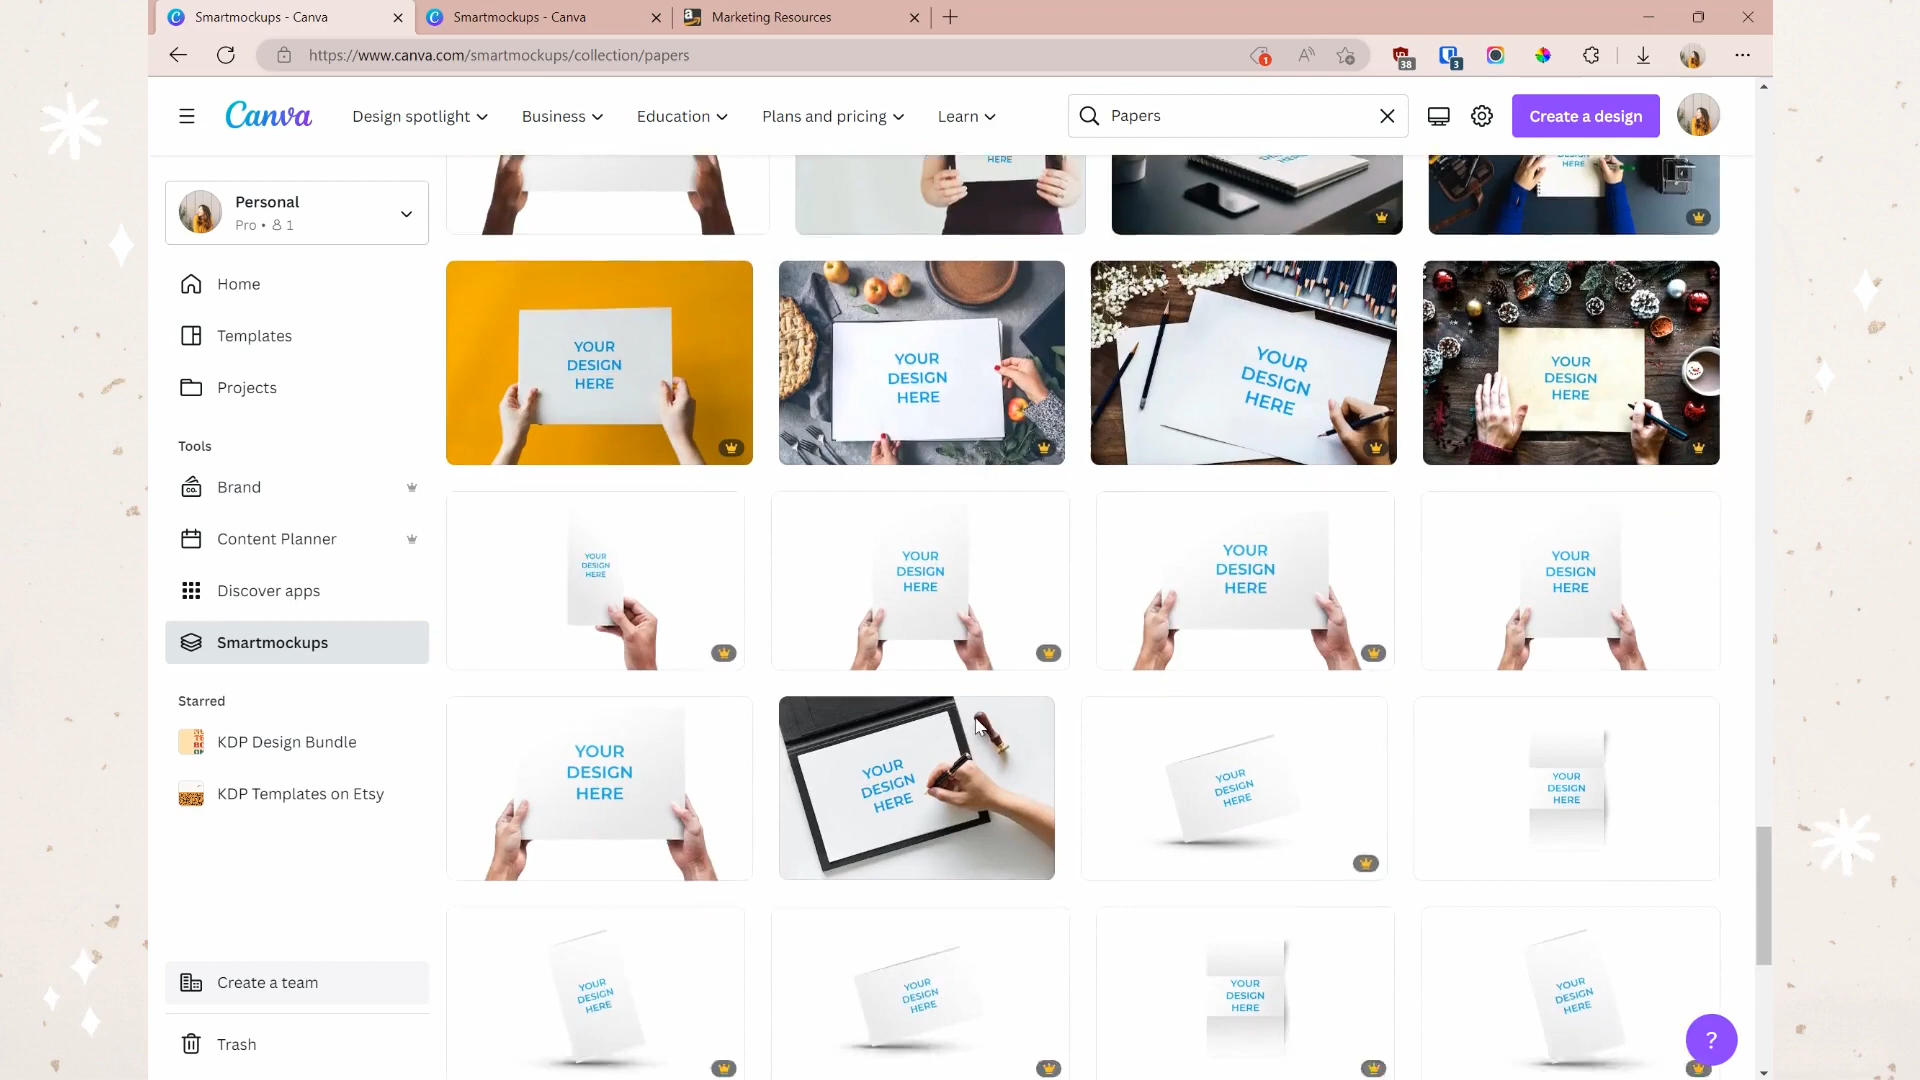 Smartmockups - Canva
Smartmockups - Canva
Marketing Resources
https://www.canva.com/smartmockups/collection/papers
1
38
3
Canva
Design spotlight
Business
Education
Plans and pricing
Learn
Papers
Create a design
Personal
Pro • 1
Home
Templates
Projects
Tools
Brand
Content Planner
Discover apps
Smartmockups
Starred
KDP Design Bundle
KDP Templates on Etsy
Create a team
Trash
HERE
HERE
YOUR
DESIGN
HERE
YOUR
DESIGN
HERE
YOUR
DESIGN
HERE
YOUR
DESIGN
HERE
YOUR
DESIGN
HERE
YOUR
DESIGN
HERE
YOUR
DESIGN
HERE
YOUR
DESIGN
HERE
YOUR
DESIGN
HERE
YOUR
DESIGN
HERE
YOUR
DESIGN
HERE
YOUR
DESIGN
HERE
YOUR
DESIGN
HERE
YOUR
DESIGN
HERE
YOUR
DESIGN
HERE
YOUR
DESIGN
HERE
?